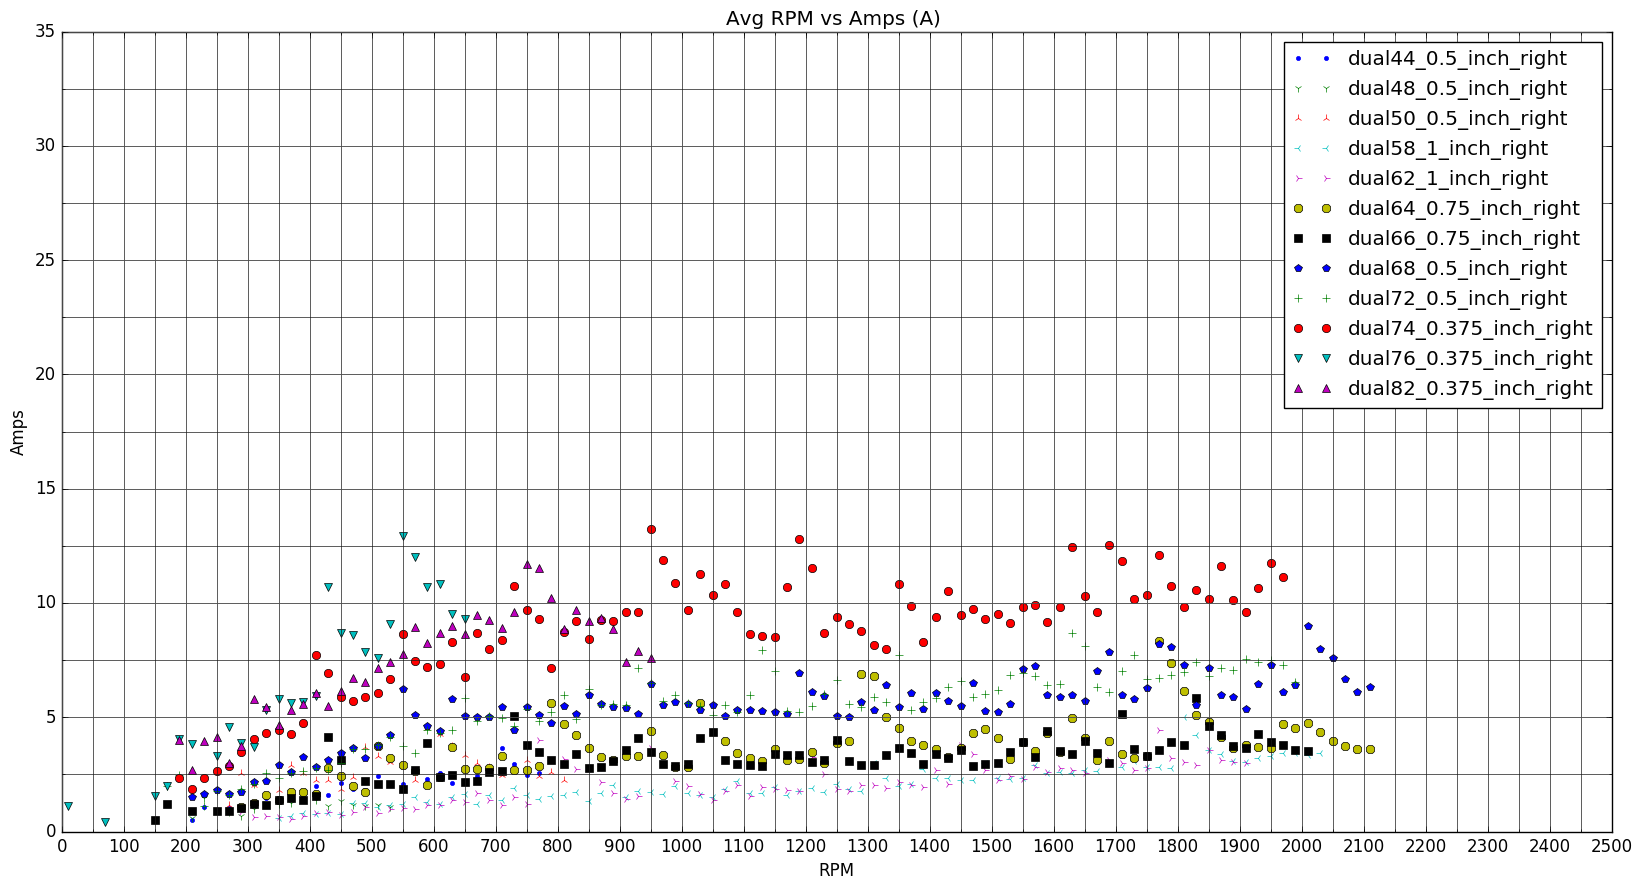 Avg RPM vs Amps (A)
35
30
25
20
15
10
5
0
Amps
dual44_0.5_inch_right
dual48_0.5_inch_right
dual50_0.5_inch_right
dual58_1_inch_right
dual62_1_inch_right
dual64_0.75_inch_right
dual66_0.75_inch_right
dual68_0.5_inch_right
dual72_0.5_inch_right
dual74_0.375_inch_right
dual76_0.375_inch_right
dual82_0.375_inch_right
0 100 200 300 400 500 600 700 800 900 1000 1100 1200 1300 1400 1500 1600 1700 1800 1900 2000 2100 2200 2300 2400 2500
RPM